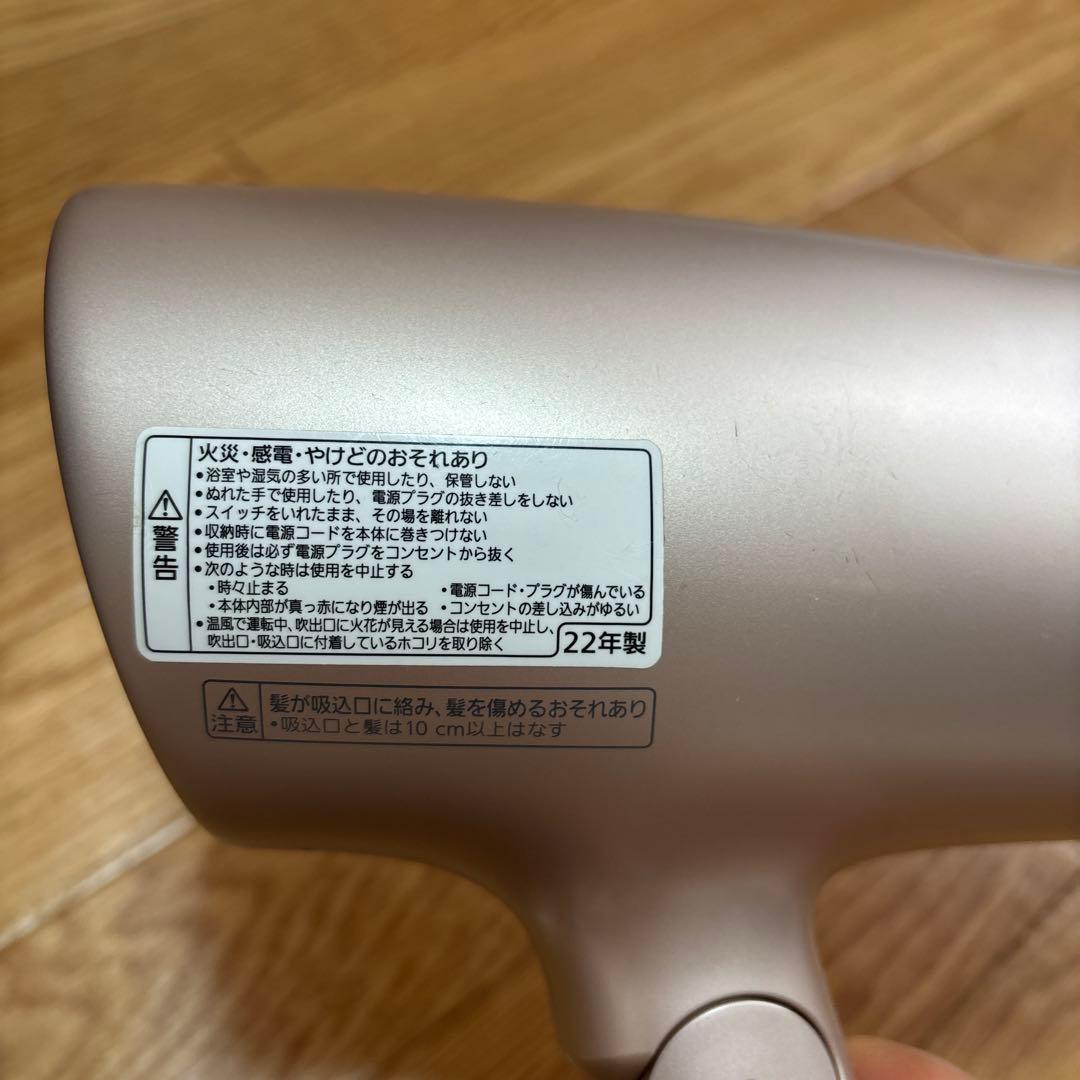 警告
火災・感電・やけどのおそれあり
•浴室や湿気の多い所で使用したり、保管しない
•ぬれた手で使用したり、電源プラグの抜き差しをしない
•スイッチをいれたまま、その場を離れない
•収納時に電源コードを本体に巻きつけない
•使用後は必ず電源プラグをコンセントから抜く
•次のような時は使用を中止する
・時々止まる ・電源コード・プラグが傷んでいる
・本体内部が真っ赤になり煙が出る ・コンセントの差し込みがゆるい
•温風で運転中、吹出口に火花が見える場合は使用を中止し、
吹出口・吸込口に付着しているホコリを取り除く
22年製
注意
髪が吸込口に絡み、髪を傷めるおそれあり
•吸込口と髪は10 cm以上はなす